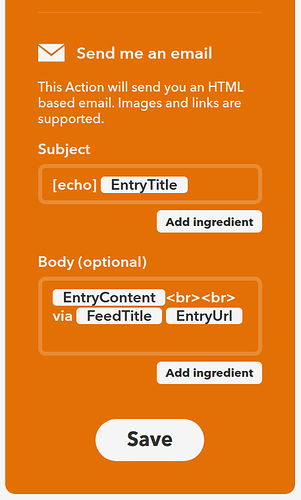 Send me an email
This Action will send you an HTML
based email. Images and links are
supported.
Subject
[echo] EntryTitle
Add ingredient
Body (optional)
EntryContent <br><br>
via FeedTitle EntryUrl
Add ingredient
Save